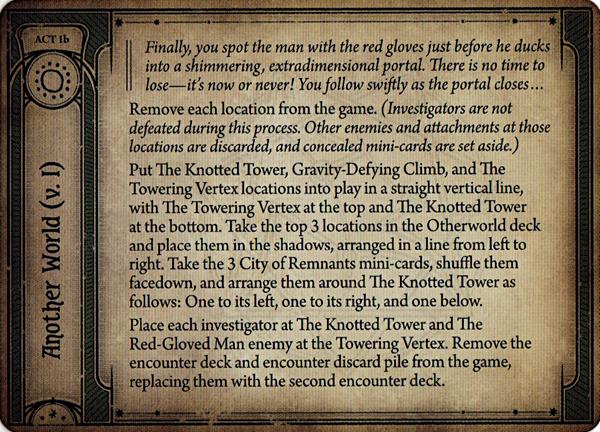 ACT 1b
Another World (v. I)
Finally, you spot the man with the red gloves just before he ducks
into a shimmering, extradimensional portal. There is no time to
lose—it's now or never! You follow swiftly as the portal closes…
Remove each location from the game. (Investigators are not
defeated during this process. Other enemies and attachments at those
locations are discarded, and concealed mini-cards are set aside.)
Put The Knotted Tower, Gravity-Defying Climb, and The
Towering Vertex locations into play in a straight vertical line,
with The Towering Vertex at the top and The Knotted Tower
at the bottom. Take the top 3 locations in the Otherworld deck
and place them in the shadows, arranged in a line from left to
right. Take the 3 City of Remnants mini-cards, shuffle them
facedown, and arrange them around The Knotted Tower as
follows: One to its left, one to its right, and one below.
Place each investigator at The Knotted Tower and The
Red-Gloved Man enemy at the Towering Vertex. Remove the
encounter deck and encounter discard pile from the game,
replacing them with the second encounter deck.